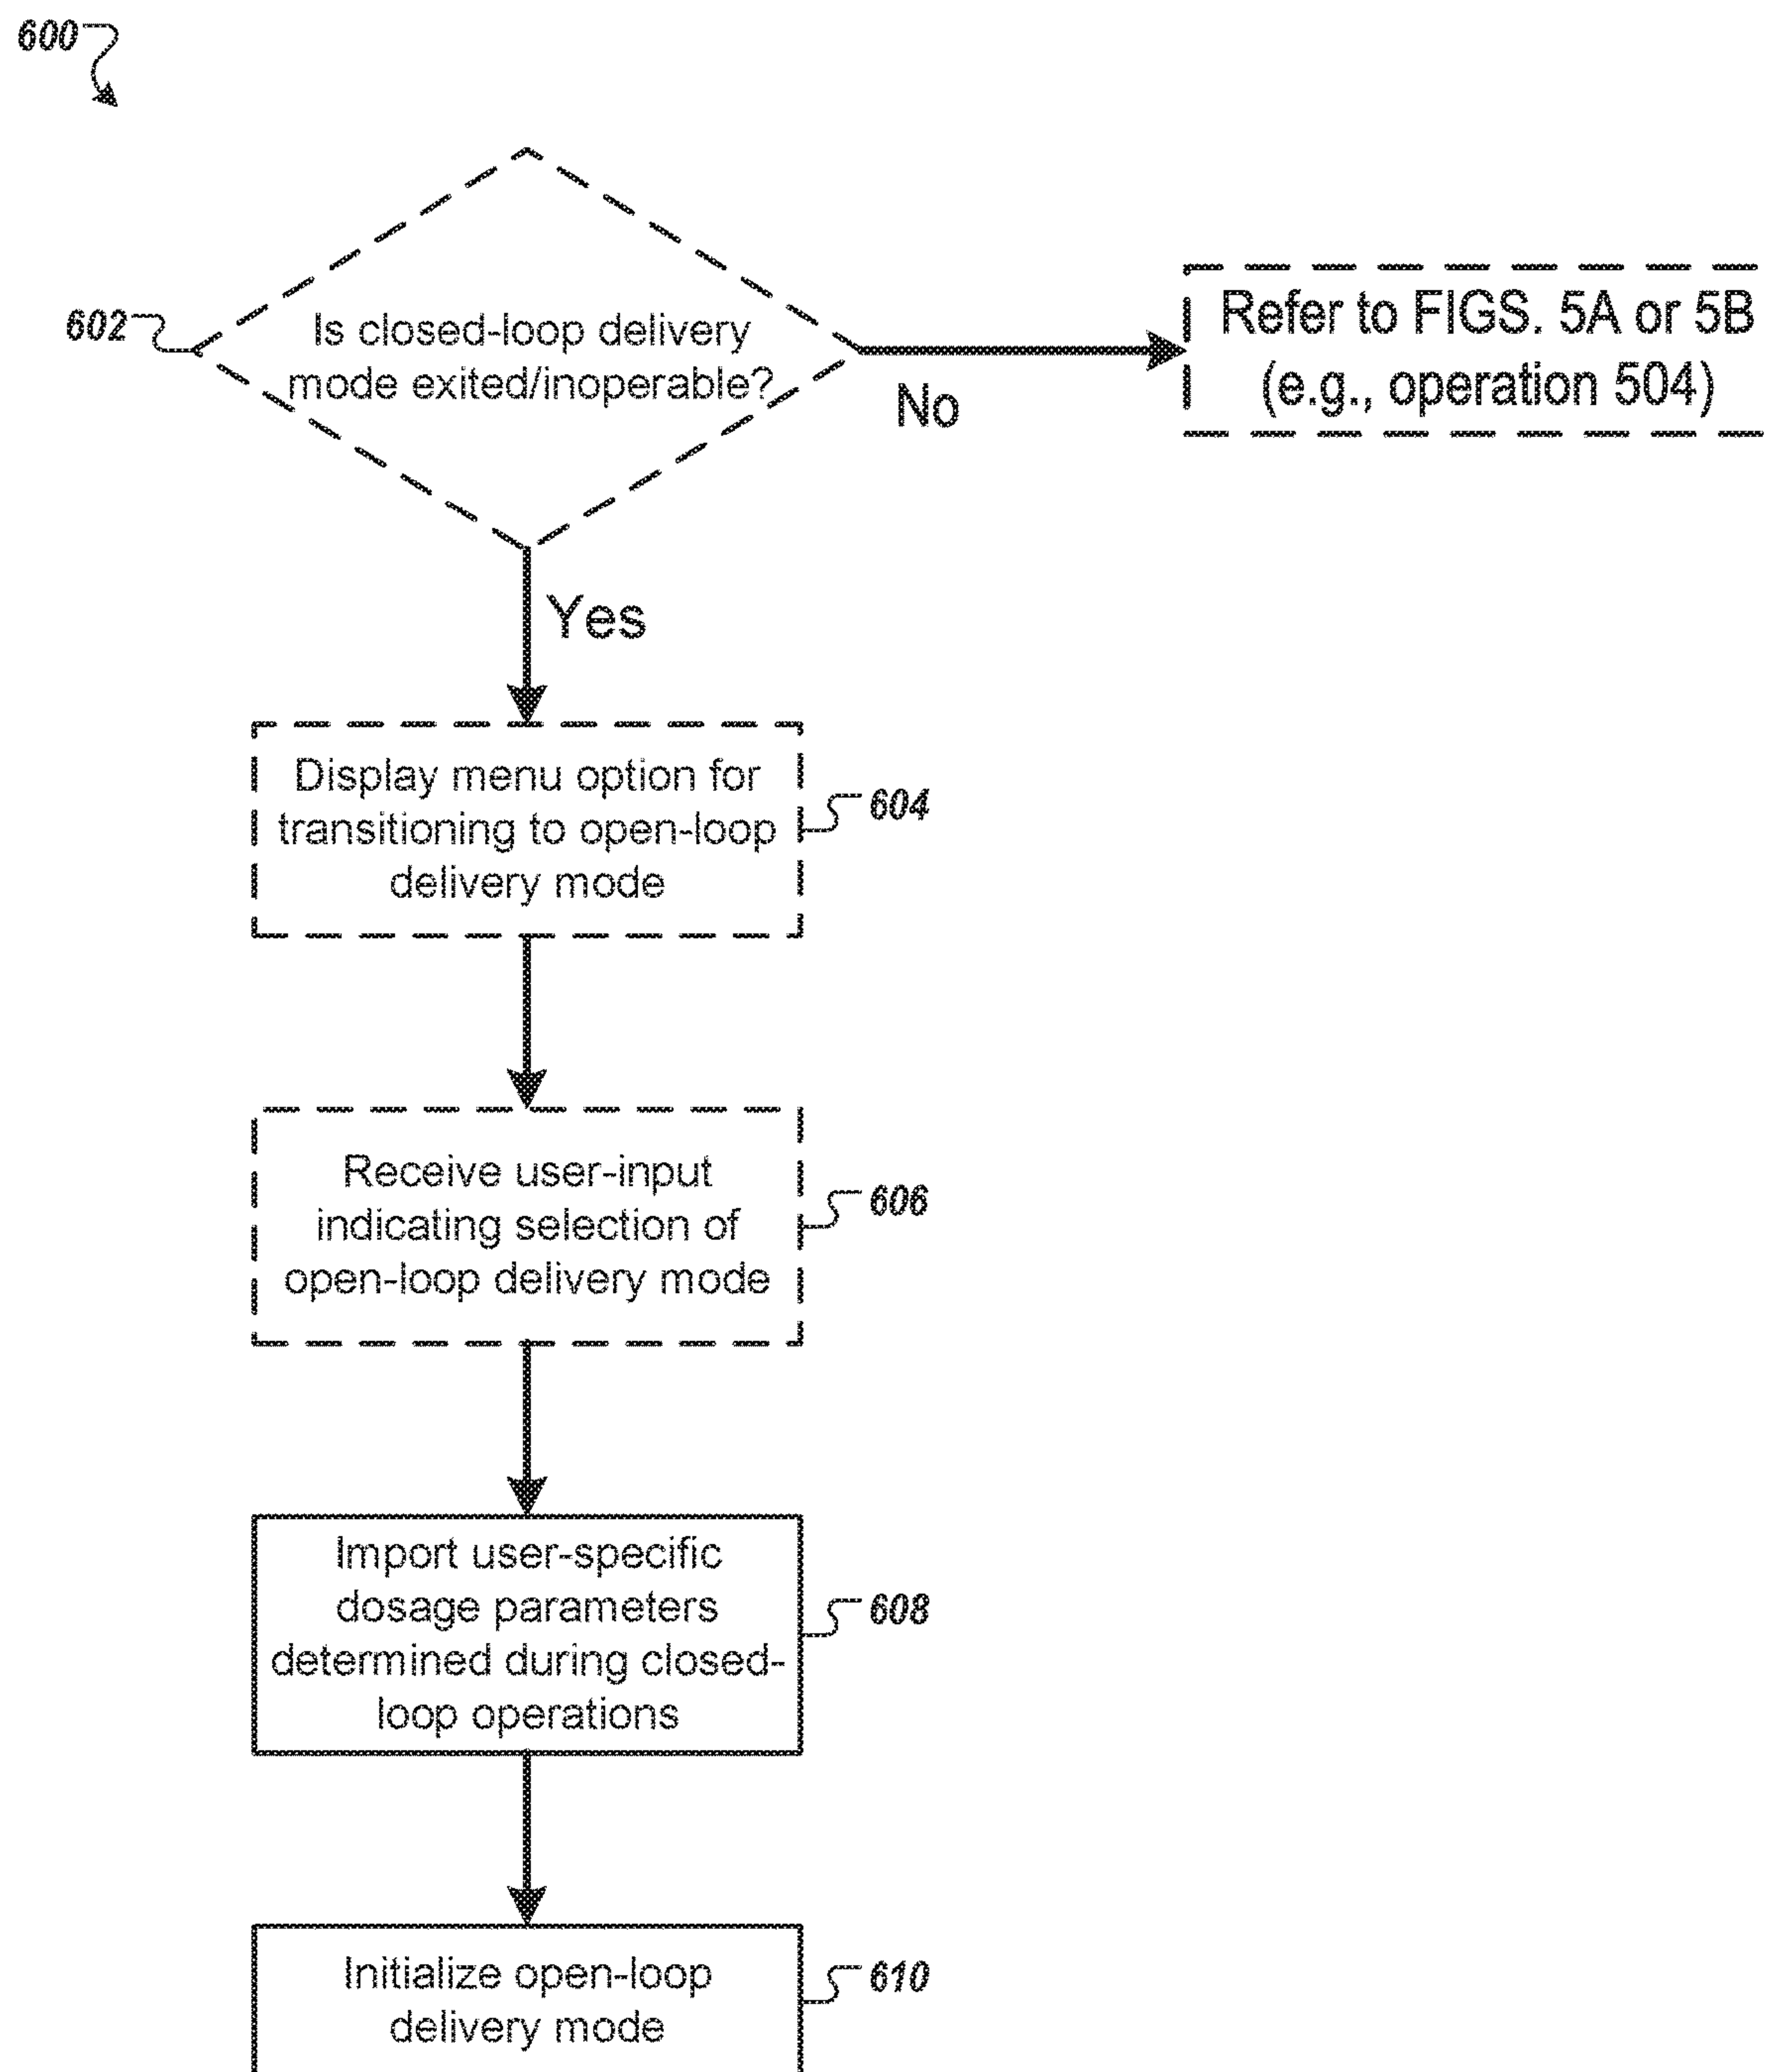 600
602
Is closed-loop delivery
mode exited/inoperable?
Refer to FIGS. 5A or 5B
(e.g., operation 504)
No
Yes
Display menu option for
transitioning to open-loop
delivery mode
604
Receive user-input
indicating selection of
open-loop delivery mode
606
Import user-specific
dosage parameters
determined during closed-
loop operations
608
Initialize open-loop
delivery mode
610